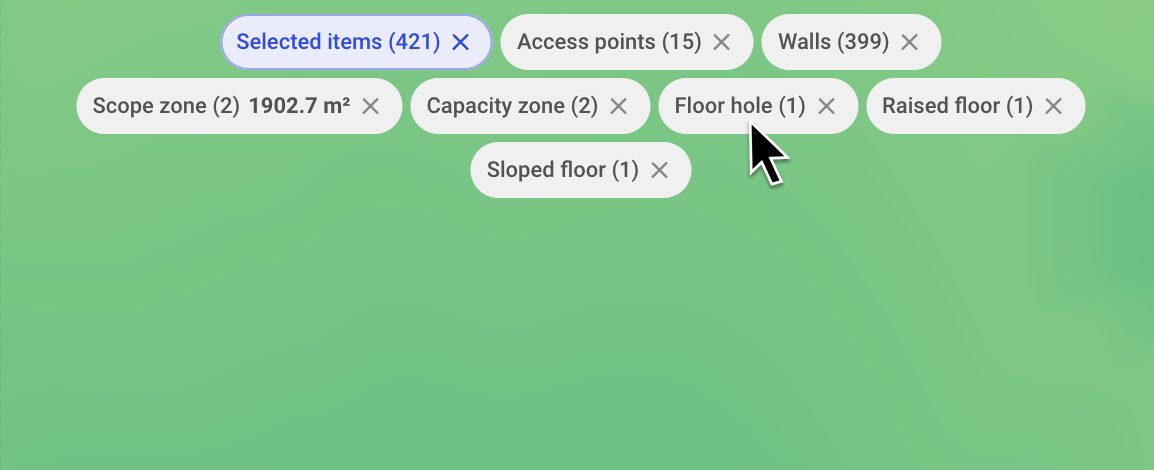 Selected items (421) Access points (15) Walls (399)
Scope zone (2) 1902.7 m² Capacity zone (2) Floor hole (1) Raised floor (1)
Sloped floor (1)